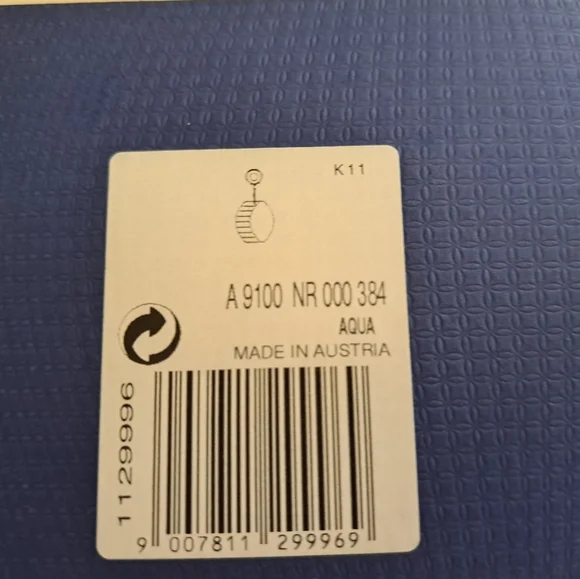 K11
A 9100 NR 000 384
AQUA
MADE IN AUSTRIA
1129996
9 007811 299969